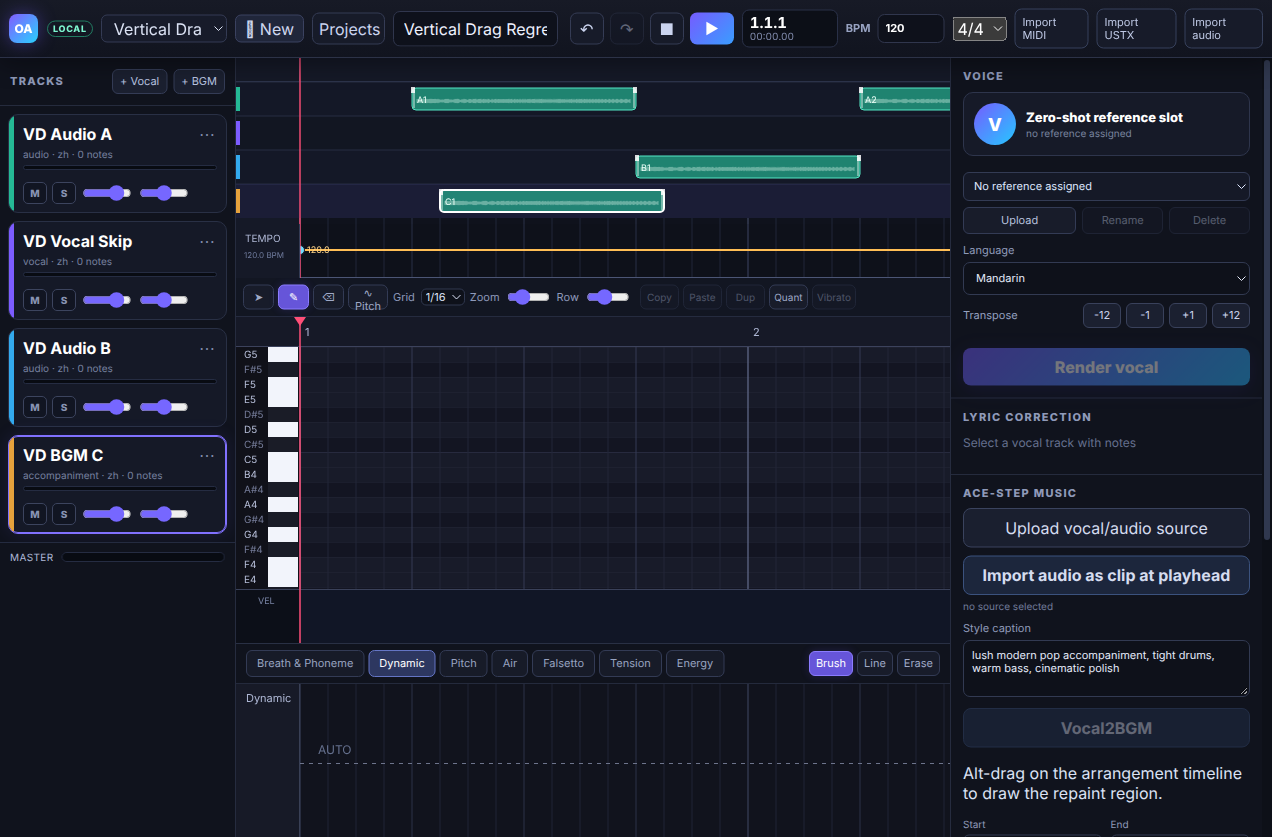 OA LOCAL Vertical Dra New Projects Vertical Drag Regre 1.1.1 BPM 120 4/4 Import MIDI Import USTX Import audio
00:00.00
TRACKS + Vocal + BGM
VD Audio A ...
audio · zh · 0 notes
M S
VD Vocal Skip ...
vocal · zh · 0 notes
M S
VD Audio B ...
audio · zh · 0 notes
M S
VD BGM C ...
accompaniment · zh · 0 notes
M S
MASTER
A1 A2
B1
C1
TEMPO
120.0 BPM
120.0
Pitch Grid 1/16 Zoom Row Copy Paste Dup Quant Vibrato
1 2
G5
F#5
F5
E5
D#5
D5
C#5
C5
B4
A#4
A4
G#4
G4
F#4
F4
E4
VEL
Breath & Phoneme Dynamic Pitch Air Falsetto Tension Energy Brush Line Erase
Dynamic
AUTO
VOICE
V Zero-shot reference slot
no reference assigned
No reference assigned
Upload Rename Delete
Language
Mandarin
Transpose -12 -1 +1 +12
Render vocal
LYRIC CORRECTION
Select a vocal track with notes
ACE-STEP MUSIC
Upload vocal/audio source
Import audio as clip at playhead
no source selected
Style caption
lush modern pop accompaniment, tight drums,
warm bass, cinematic polish
Vocal2BGM
Alt-drag on the arrangement timeline
to draw the repaint region.
Start End